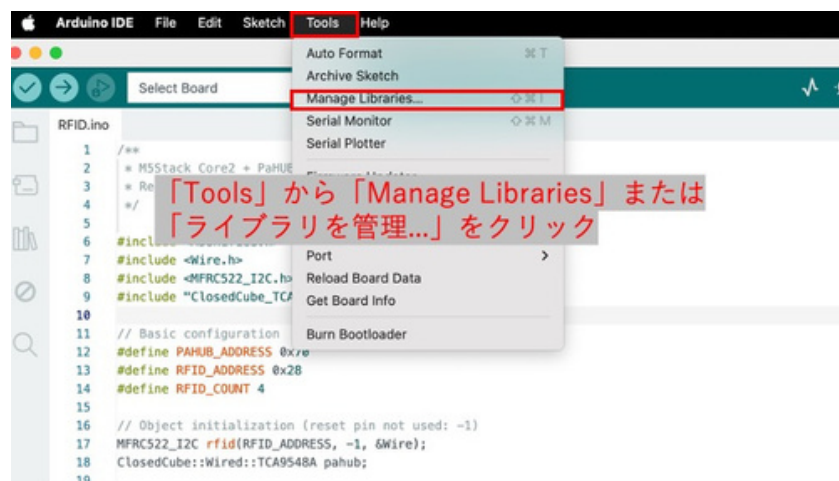 Arduino IDE File Edit Sketch Tools Help
Select Board
Auto Format ⌘ T
Archive Sketch
Manage Libraries... ⇧ ⌘ I
Serial Monitor ⇧ ⌘ M
Serial Plotter
「Tools」から「Manage Libraries」または
「ライブラリを管理...」をクリック
Port >
Reload Board Data
Get Board Info
Burn Bootloader
RFID.ino
1 /**
2 * M5Stack Core2 + PaHUB
3 * Re
4 */
5
6 #include
7 #include <Wire.h>
8 #include <MFRC522_I2C.h>
9 #include "ClosedCube_TCA
10
11 // Basic configuration
12 #define PAHUB_ADDRESS 0x70
13 #define RFID_ADDRESS 0x28
14 #define RFID_COUNT 4
15
16 // Object initialization (reset pin not used: -1)
17 MFRC522_I2C rfid(RFID_ADDRESS, -1, &Wire);
18 ClosedCube::Wired::TCA9548A pahub;
19